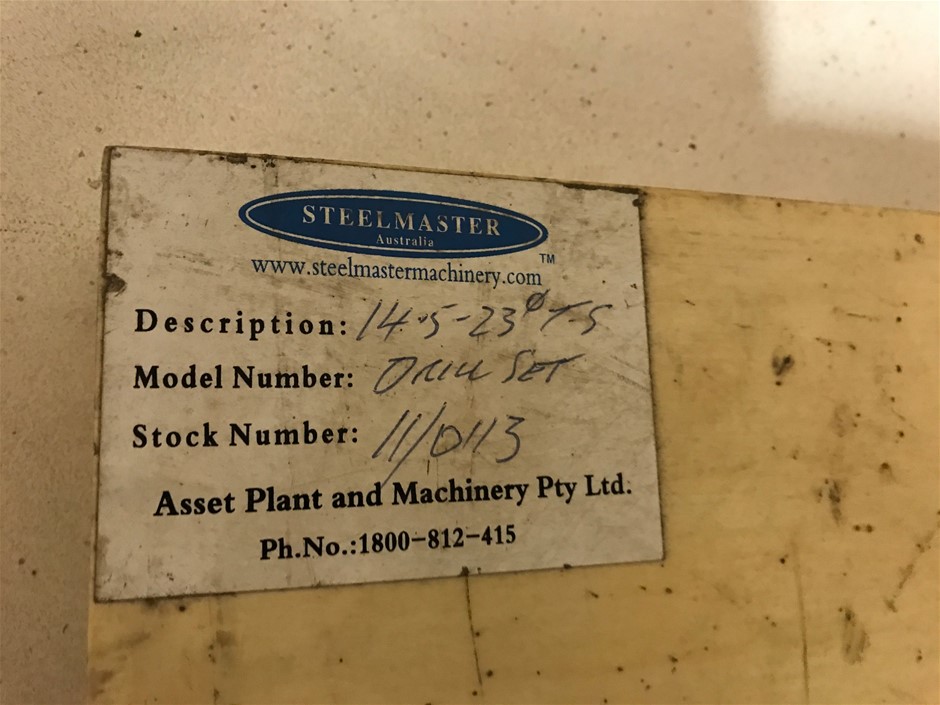 STEELMASTER
Australia
TM
www.steelmastermachinery.com
Description: 14.5-23ø T-S
Model Number: DRILL SET
Stock Number: 11/0113
Asset Plant and Machinery Pty Ltd.
Ph.No.:1800-812-415